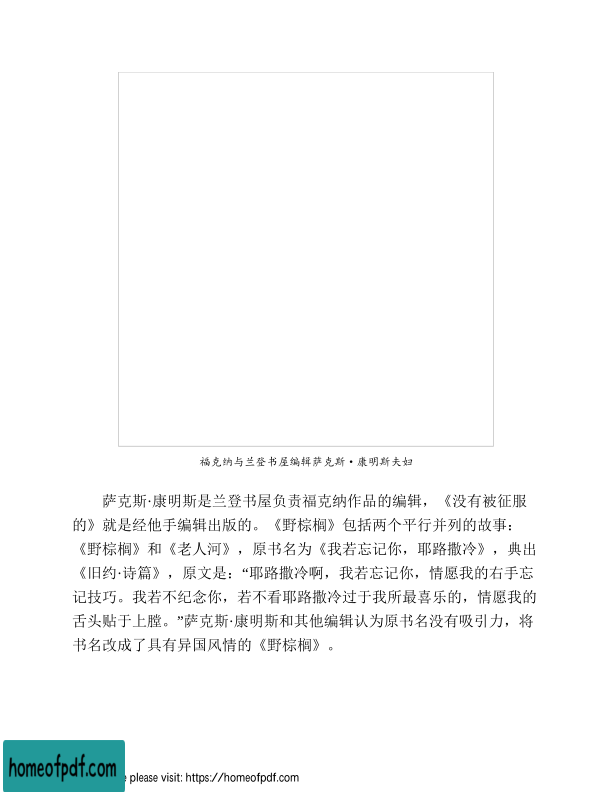 福克纳与兰登书屋编辑萨克斯·康明斯夫妇
萨克斯·康明斯是兰登书屋负责福克纳作品的编辑，《没有被征服
的》就是经他手编辑出版的。《野棕榈》包括两个平行并列的故事：
《野棕榈》和《老人河》，原书名为《我若忘记你，耶路撒冷》，典出
《旧约·诗篇》，原文是：“耶路撒冷啊，我若忘记你，情愿我的右手忘
记技巧。我若不纪念你，若不看耶路撒冷过于我所最喜乐的，情愿我的
舌头贴于上膛。”萨克斯·康明斯和其他编辑认为原书名没有吸引力，将
书名改成了具有异国风情的《野棕榈》。
homeofpdf.com
e please visit: https://homeofpdf.com